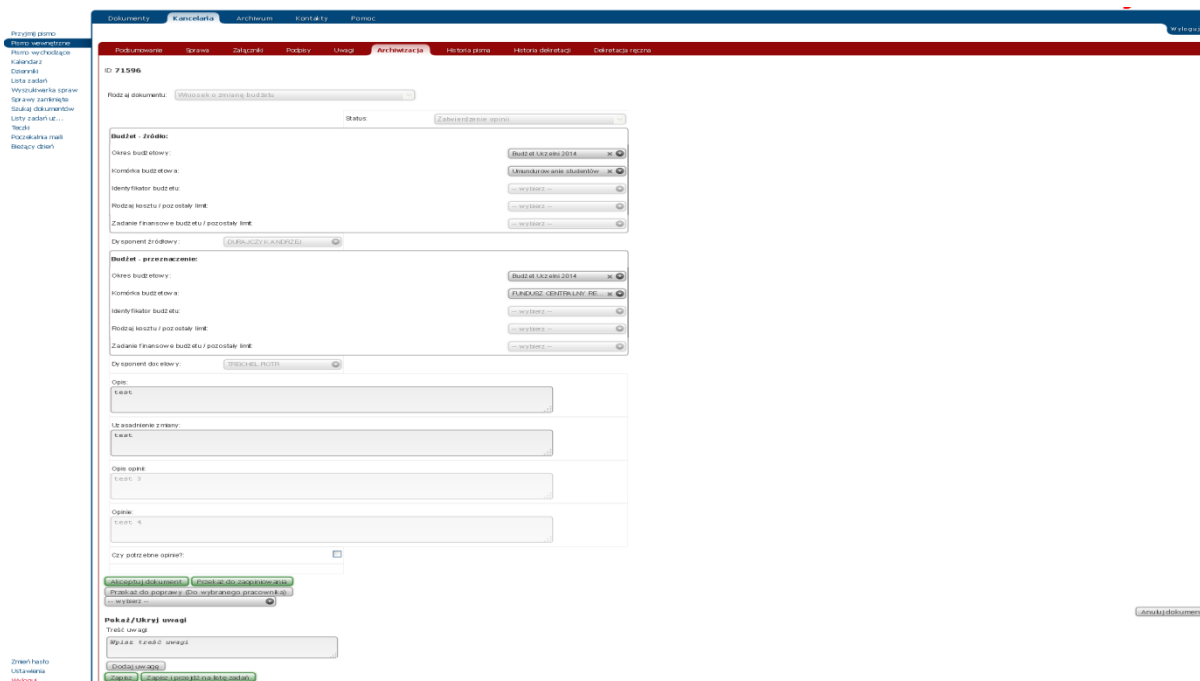 Dokumenty Kancelaria Archiwum Kontakty Pomoc
Wyloguj
Przyjmij pismo
Pismo wewnętrzne
Pismo wychodzące
Kalendarz
Dzienniki
Lista zadań
Wyszukiwarka spraw
Sprawy zamknięte
Szukaj dokumentów
Listy zadań uż....
Teczki
Poczekalnia maili
Bieżący dzień
Podsumowanie Sprawa Załączniki Podpisy Uwagi Archiwizacja Historia pisma Historia dekretacji Dekretacja ręczna
ID 71596
Rodzaj dokumentu: Wniosek o zmianę budżetu
Status: Zatwierdzenie opinii
Budżet - źródło:
Okres budżetowy: Budżet Uczelni 2014
Komórka budżetowa: Umundurowanie studentów
Identyfikator budżetu: -- wybierz --
Rodzaj kosztu / pozostały limit: -- wybierz --
Zadanie finansowe budżetu / pozostały limit: -- wybierz --
Dysponent źródłowy: DURAJCZYK ANDRZEJ
Budżet - przeznaczenie:
Okres budżetowy: Budżet Uczelni 2014
Komórka budżetowa: FUNDUSZ CENTRALNY RE...
Identyfikator budżetu: -- wybierz --
Rodzaj kosztu / pozostały limit: -- wybierz --
Zadanie finansowe budżetu / pozostały limit: -- wybierz --
Dysponent docelowy: TREICHEL PIOTR
Opis:
test
Uzasadnienie zmiany:
test
Opis opinii:
test 3
Opinie:
test 4
Czy potrzebne opinie?:
Akceptuj dokument Przekaż do zaopiniowania
Przekaż do poprawy (Do wybranego pracownika)
-- wybierz --
Anuluj dokument
Pokaż/Ukryj uwagi
Treść uwagi:
Wpisz treść uwagi
Dodaj uwagę
Zapisz Zapisz i przejdź na listę zadań
Zmień hasło
Ustawienia
Wyloguj